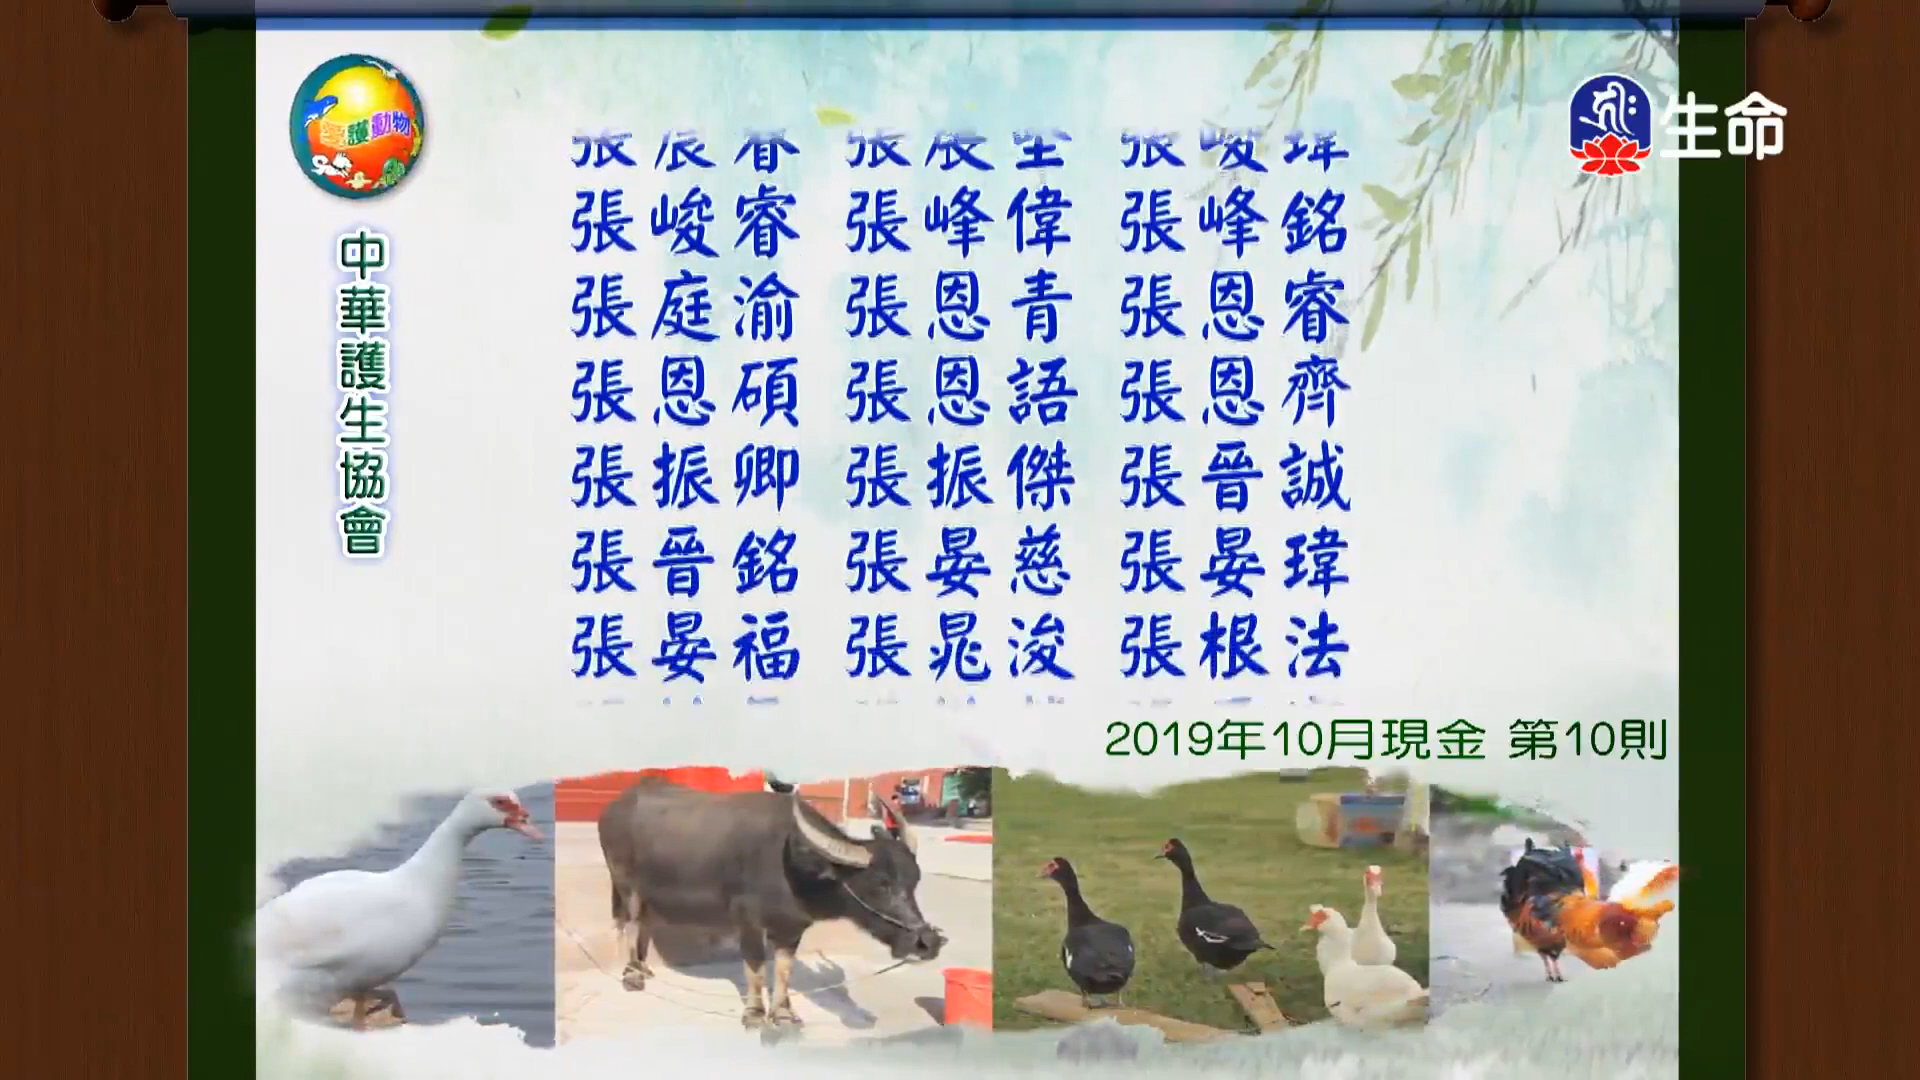 愛護動物
生命
中華護生協會
張峻睿 張峰偉 張峰銘
張庭渝 張恩青 張恩睿
張恩碩 張恩語 張恩齊
張振卿 張振傑 張晉誠
張晉銘 張晏慈 張晏瑋
張晏福 張晁浚 張根法
2019年10月現金 第10則